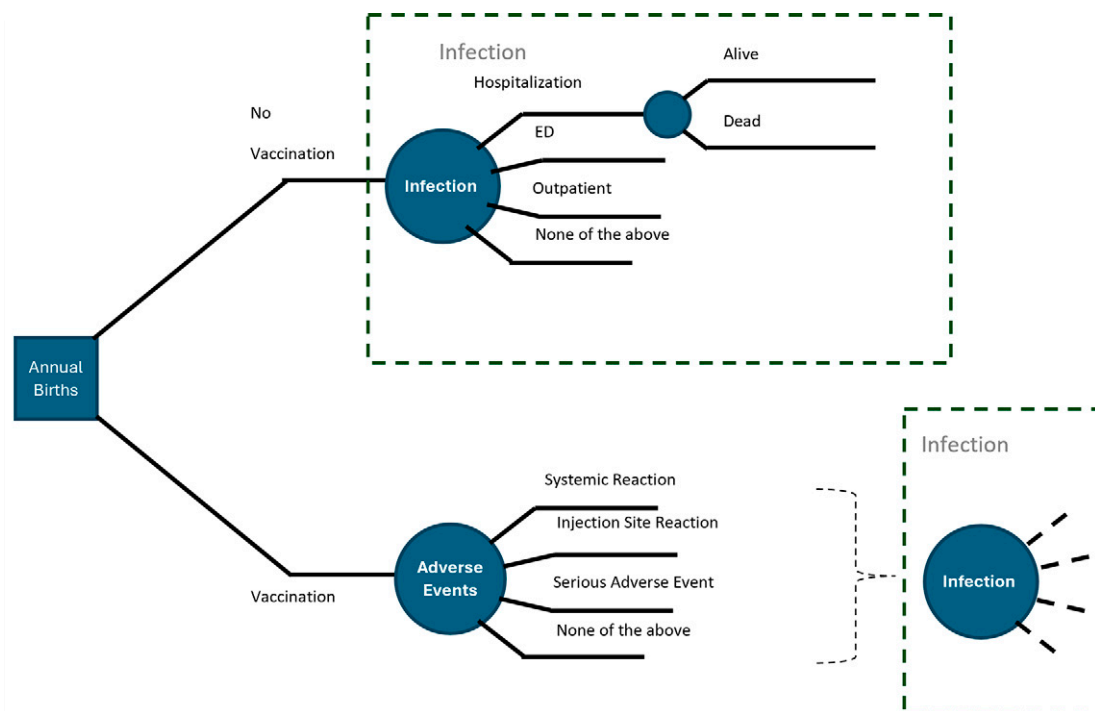 Infection
Hospitalization
Alive
No
Vaccination
ED
Dead
Infection
Outpatient
None of the above
Annual
Births
Infection
Systemic Reaction
Injection Site Reaction
Adverse
Events
Serious Adverse Event
Infection
Vaccination
None of the above